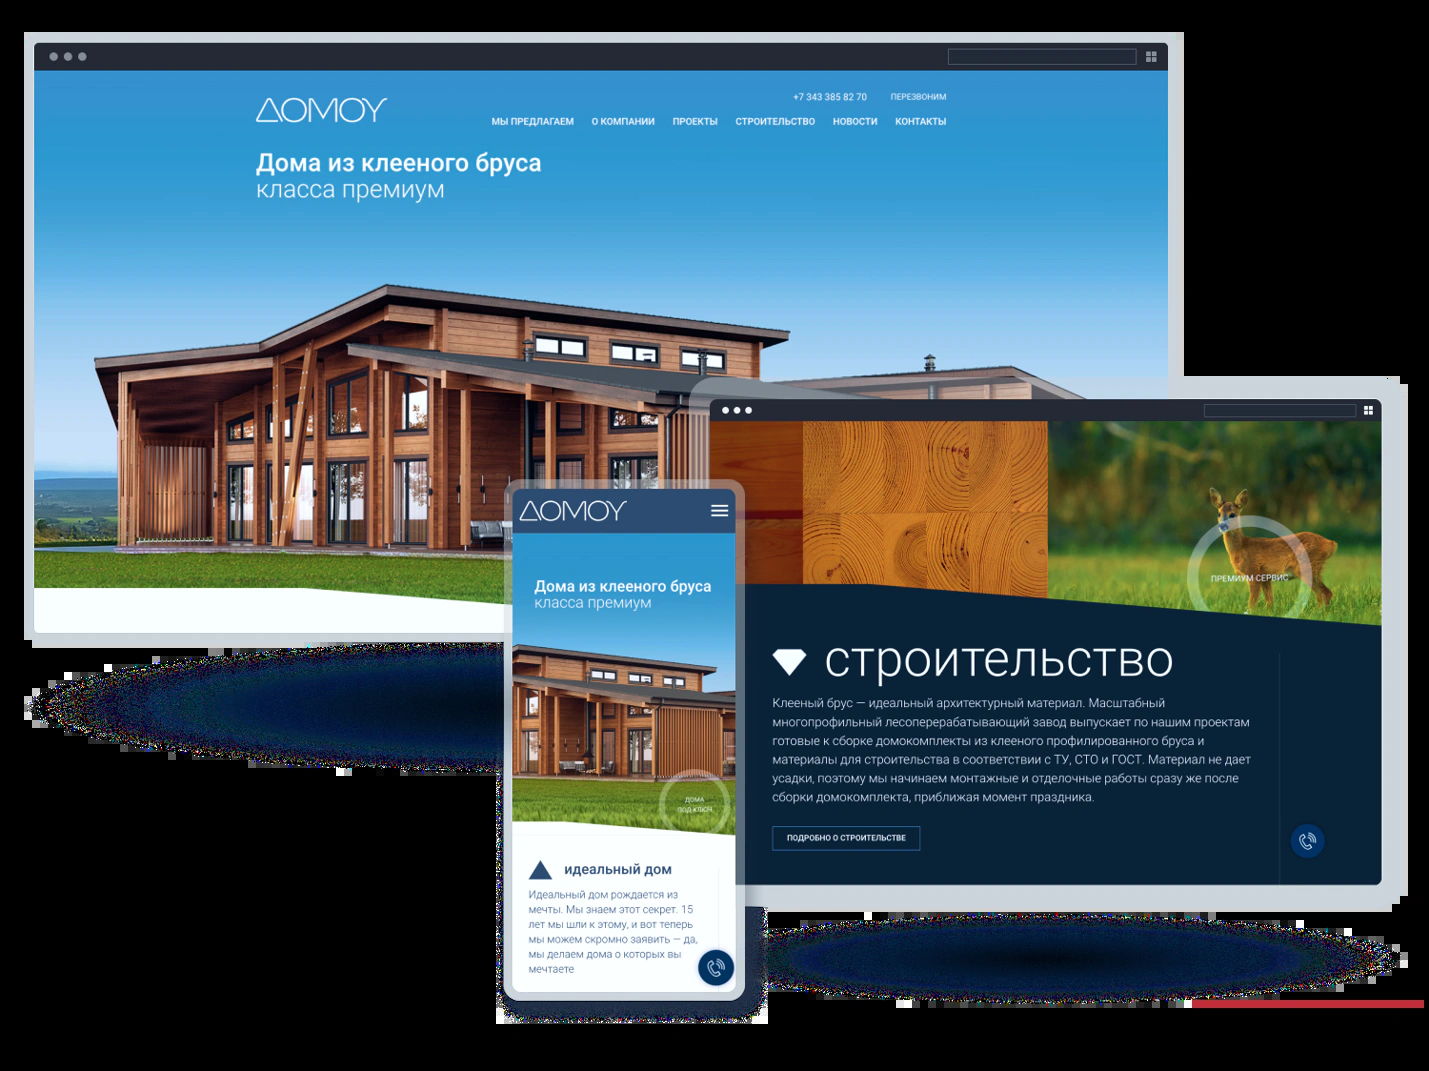 ДОМОУ
+7 343 385 82 70 ПЕРЕЗВОНИМ
МЫ ПРЕДЛАГАЕМ О КОМПАНИИ ПРОЕКТЫ СТРОИТЕЛЬСТВО НОВОСТИ КОНТАКТЫ
Дома из клееного бруса
класса премиум
ДОМОУ
Дома из клееного бруса
класса премиум
ДОМА
ПОД КЛЮЧ
идеальный дом
Идеальный дом рождается из
мечты. Мы знаем этот секрет. 15
лет мы шли к этому, и вот теперь
мы можем скромно заявить — да,
мы делаем дома о которых вы
мечтаете
ПРЕМИУМ СЕРВИС
строительство
Клееный брус — идеальный архитектурный материал. Масштабный
многопрофильный лесоперерабатывающий завод выпускает по нашим проектам
готовые к сборке домокомплекты из клееного профилированного бруса и
материалы для строительства в соответствии с ТУ, СТО и ГОСТ. Материал не дает
усадки, поэтому мы начинаем монтажные и отделочные работы сразу же после
сборки домокомплекта, приближая момент праздника.
ПОДРОБНО О СТРОИТЕЛЬСТВЕ